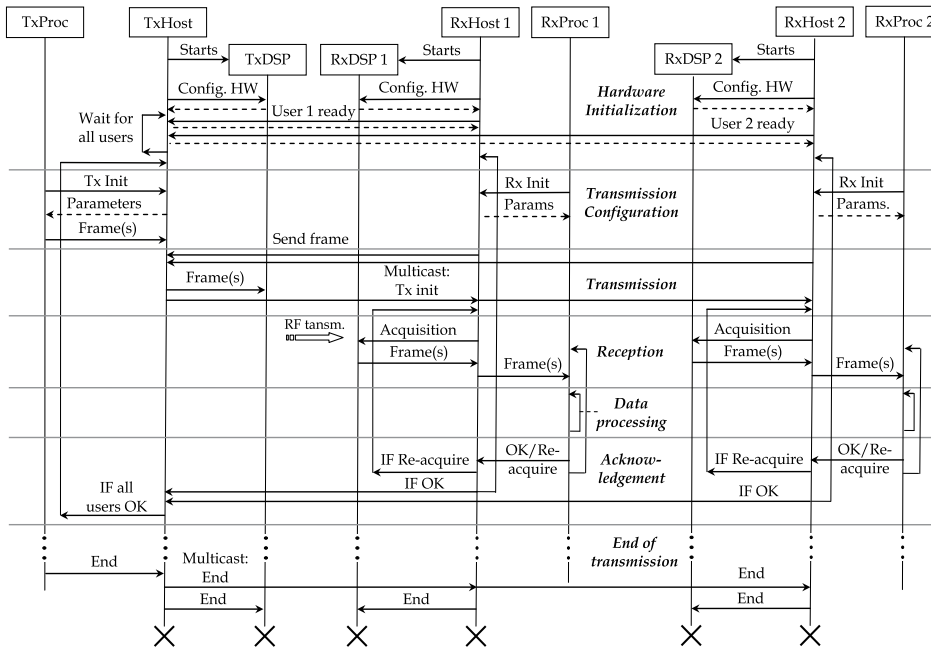 TxProc
TxHost
RxHost 1
RxProc 1
RxHost 2
RxProc 2
Starts
TxDSP
RxDSP 1
Starts
RxDSP 2
Starts
Config. HW
Config. HW
Hardware
Initialization
Config. HW
Wait for
all users
User 1 ready
User 2 ready
Tx Init
Parameters
Frame(s)
Rx Init
Params
Transmission
Configuration
Rx Init
Params.
Send frame
Frame(s)
Multicast:
Tx init
Transmission
RF tansm.
Acquisition
Frame(s)
Frame(s)
Reception
Acquisition
Frame(s)
Frame(s)
Data
processing
IF Re-acquire
OK/Re-
acquire
Acknow-
ledgement
IF Re-acquire
OK/Re-
acquire
IF OK
IF OK
IF all
users OK
End of
transmission
End
Multicast:
End
End
End
End
End